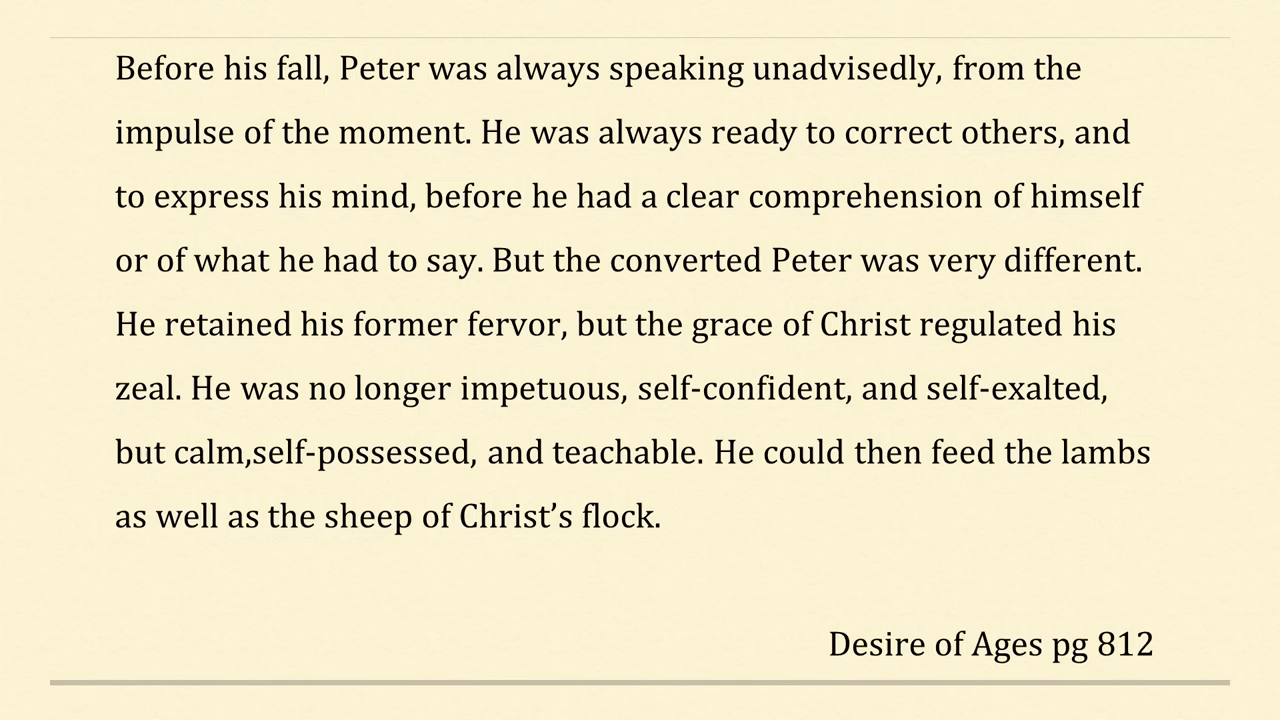 Before his fall, Peter was always speaking unadvisedly, from the
impulse of the moment. He was always ready to correct others, and
to express his mind, before he had a clear comprehension of himself
or of what he had to say. But the converted Peter was very different.
He retained his former fervor, but the grace of Christ regulated his
zeal. He was no longer impetuous, self-confident, and self-exalted,
but calm,self-possessed, and teachable. He could then feed the lambs
as well as the sheep of Christ’s flock.
Desire of Ages pg 812